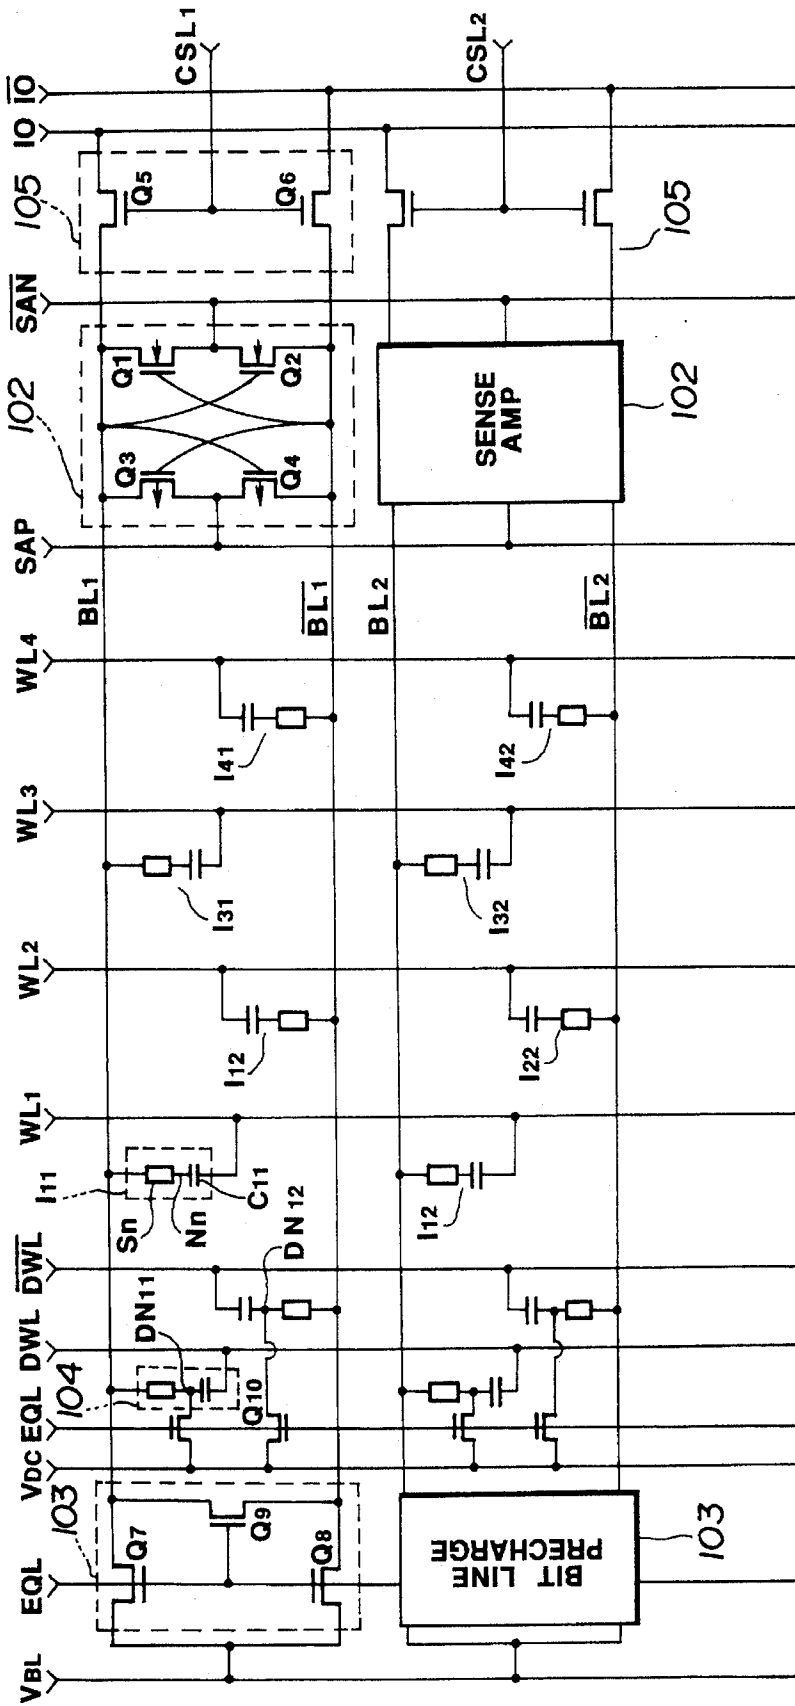 VBL
EQL
VDC
EQL
DWL
DWL
WL1
WL2
WL3
WL4
SAP
SAN
IO
IO
103
104
102
105
Q7
Q9
Q8
DN11
Q10
DN12
I11
Sn
Nn
C11
I12
I31
I41
BL1
BL1
Q3
Q1
Q4
Q2
Q5
Q6
CSL1
BIT LINE
PRECHARGE
103
I12
I22
I32
I42
BL2
BL2
SENSE
AMP
102
105
CSL2